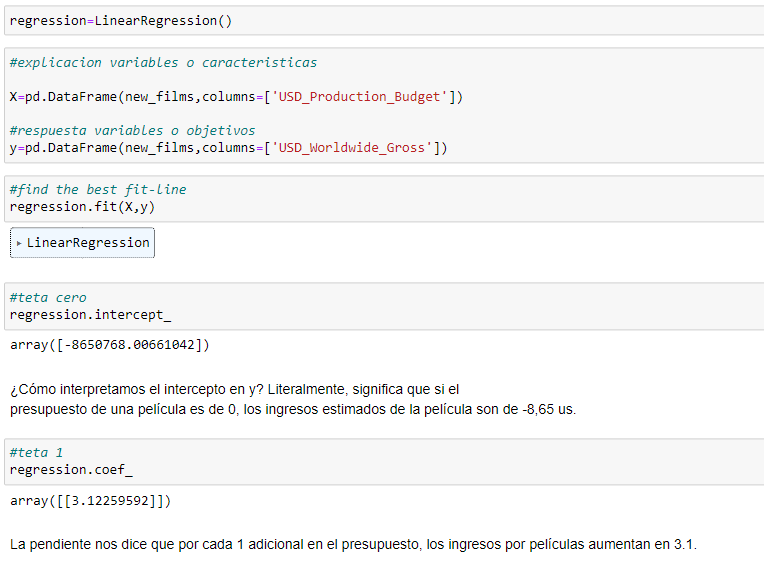 regression=LinearRegression()
#explicacion variables o caracteristicas
X=pd.DataFrame(new_films,columns=['USD_Production_Budget'])
#respuesta variables o objetivos
y=pd.DataFrame(new_films,columns=['USD_Worldwide_Gross'])
#find the best fit-line
regression.fit(X,y)
▸ LinearRegression
#teta cero
regression.intercept_
array([-8650768.00661042])
¿Cómo interpretamos el intercepto en y? Literalmente, significa que si el
presupuesto de una película es de 0, los ingresos estimados de la película son de -8,65 us.
#teta 1
regression.coef_
array([[3.12259592]])
La pendiente nos dice que por cada 1 adicional en el presupuesto, los ingresos por películas aumentan en 3.1.